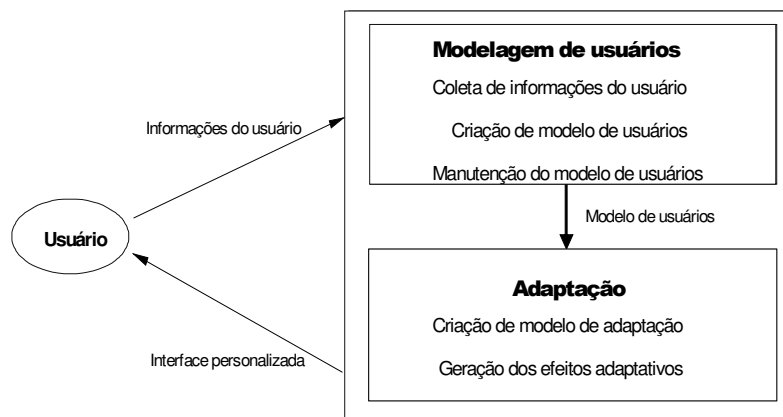 Modelagem de usuários
Coleta de informações do usuário
Criação de modelo de usuários
Manutenção do modelo de usuários
Informações do usuário
Modelo de usuários
Usuário
Adaptação
Criação de modelo de adaptação
Geração dos efeitos adaptativos
Interface personalizada